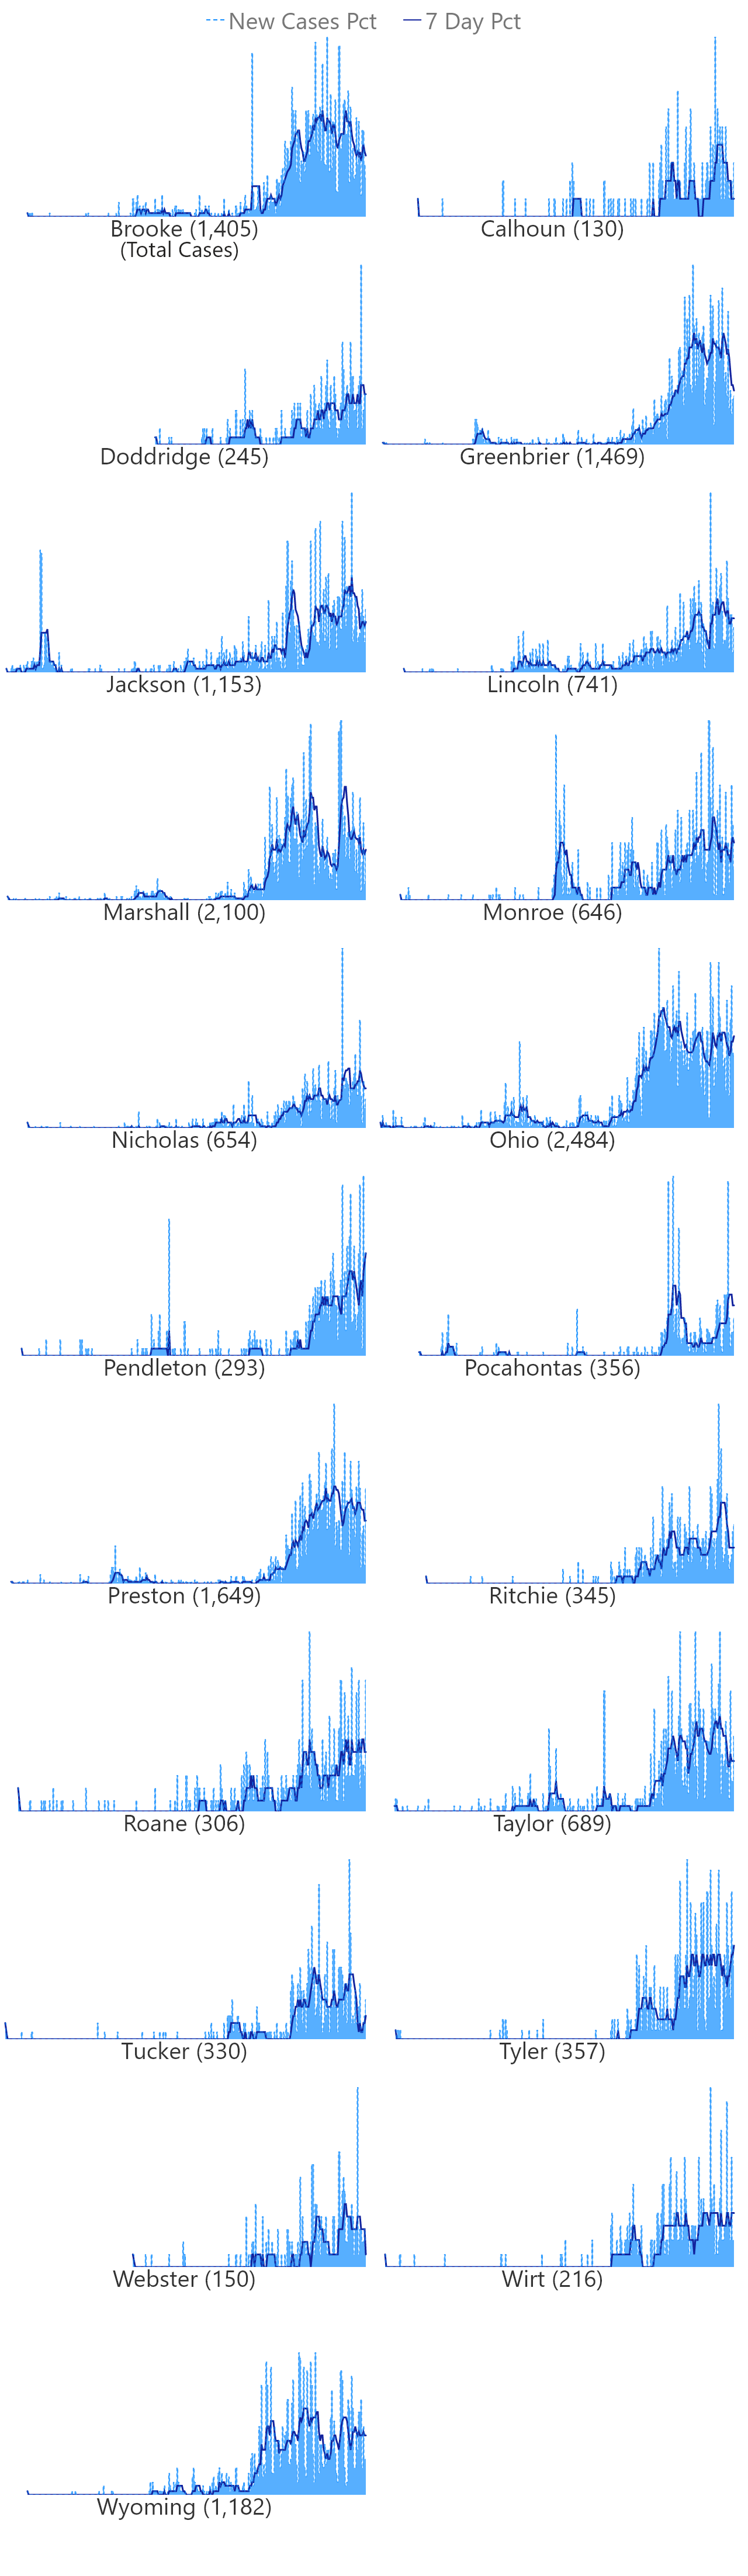 New Cases Pct 7 Day Pct
Brooke (1,405) Calhoun (130)
(Total Cases)
Doddridge (245) Greenbrier (1,469)
Jackson (1,153) Lincoln (741)
Marshall (2,100) Monroe (646)
Nicholas (654) Ohio (2,484)
Pendleton (293) Pocahontas (356)
Preston (1,649) Ritchie (345)
Roane (306) Taylor (689)
Tucker (330) Tyler (357)
Webster (150) Wirt (216)
Wyoming (1,182)